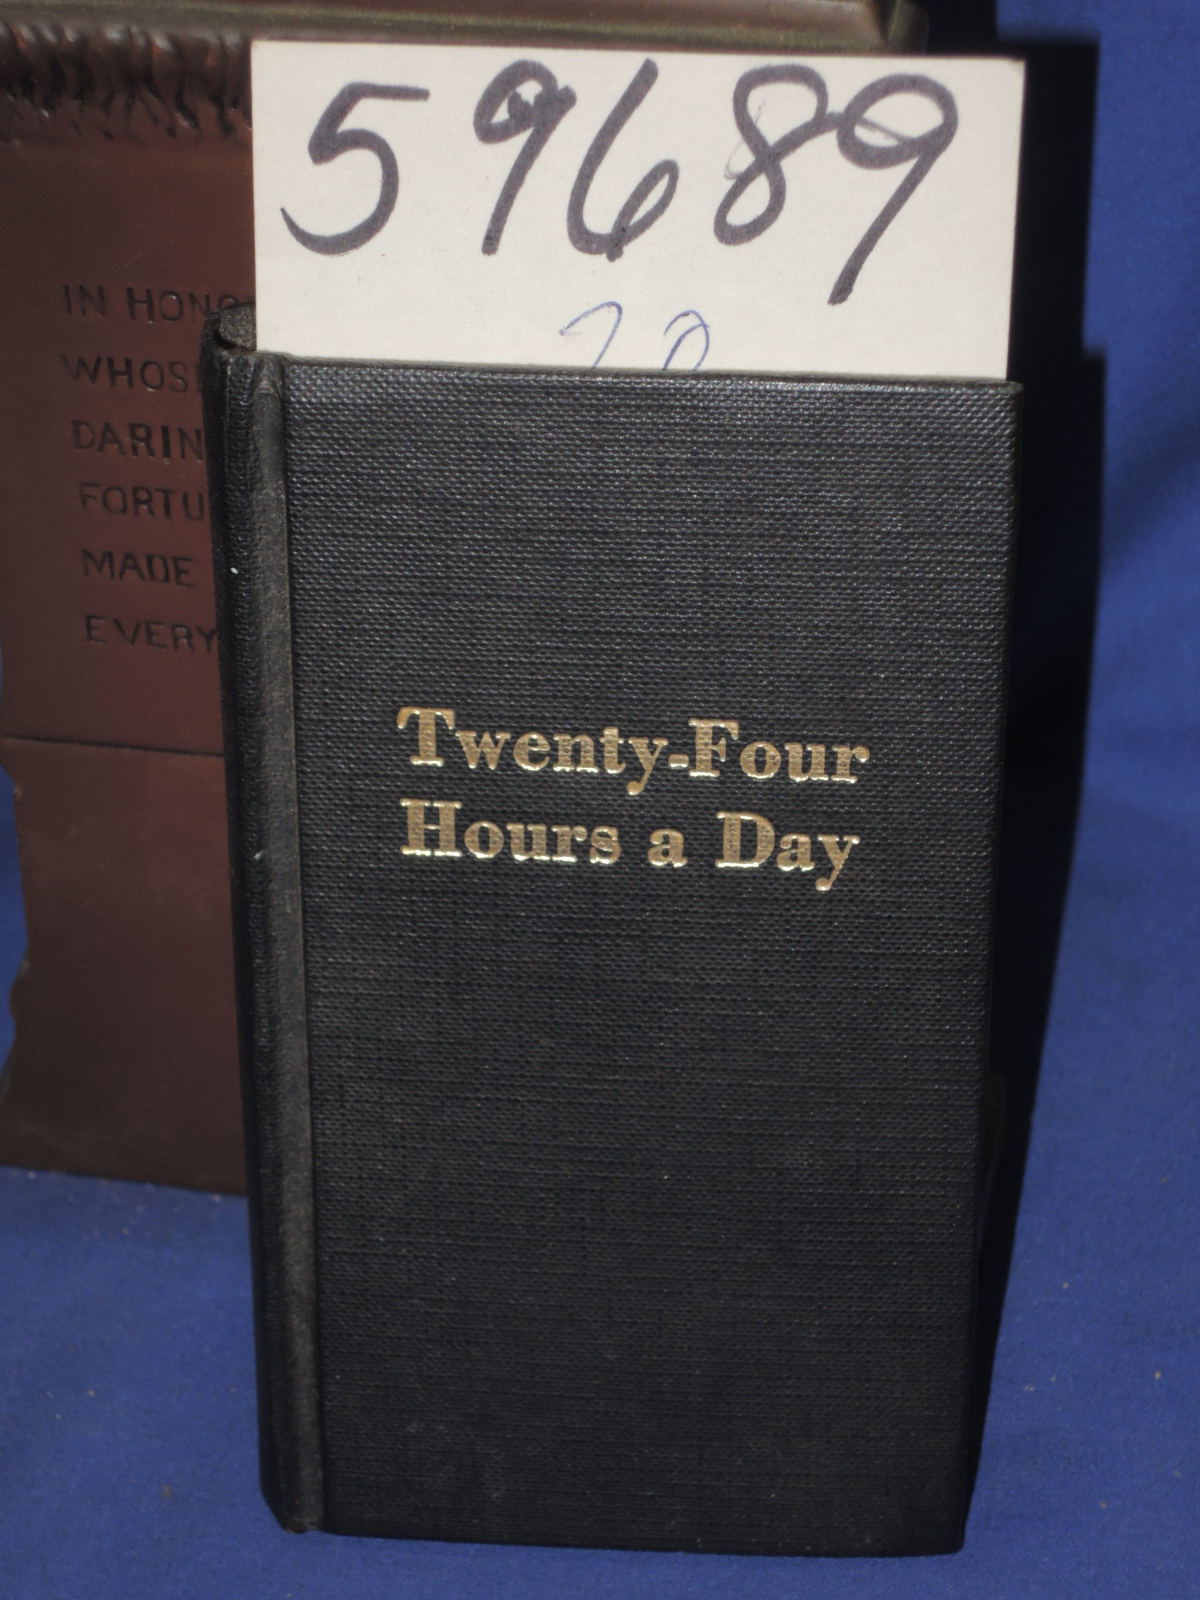 59689
IN HONO
WHOS
DARIN
FORTU
MADE
EVERY
Twenty-Four
Hours a Day